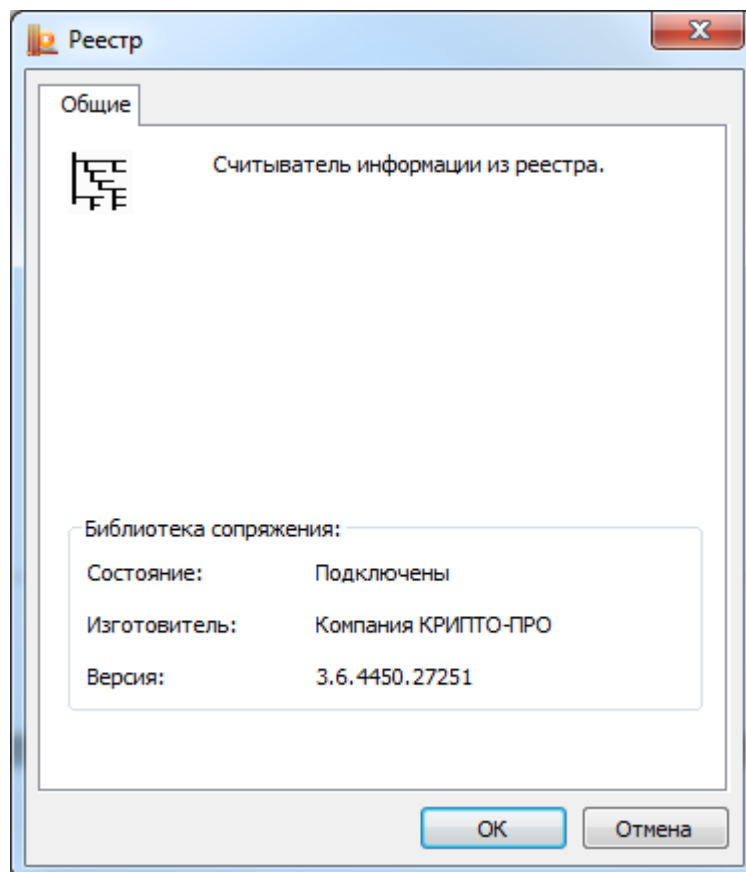 Реестр
Общие
Считыватель информации из реестра.
Библиотека сопряжения:
Состояние: Подключены
Изготовитель: Компания КРИПТО-ПРО
Версия: 3.6.4450.27251
ОК Отмена